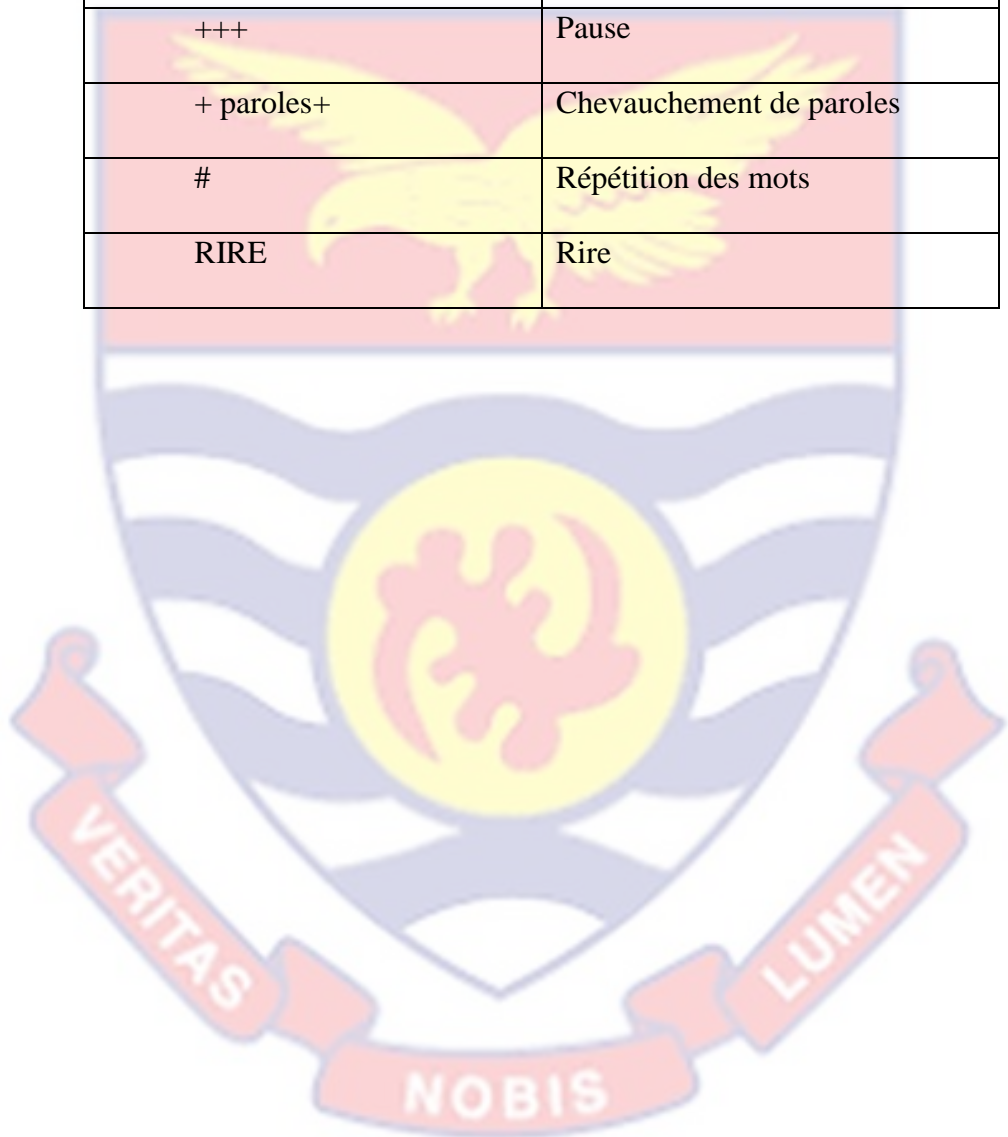 +++ Pause
+ paroles+ Chevauchement de paroles
# Répétition des mots
RIRE Rire
VERITAS
NOBIS
LUMEN